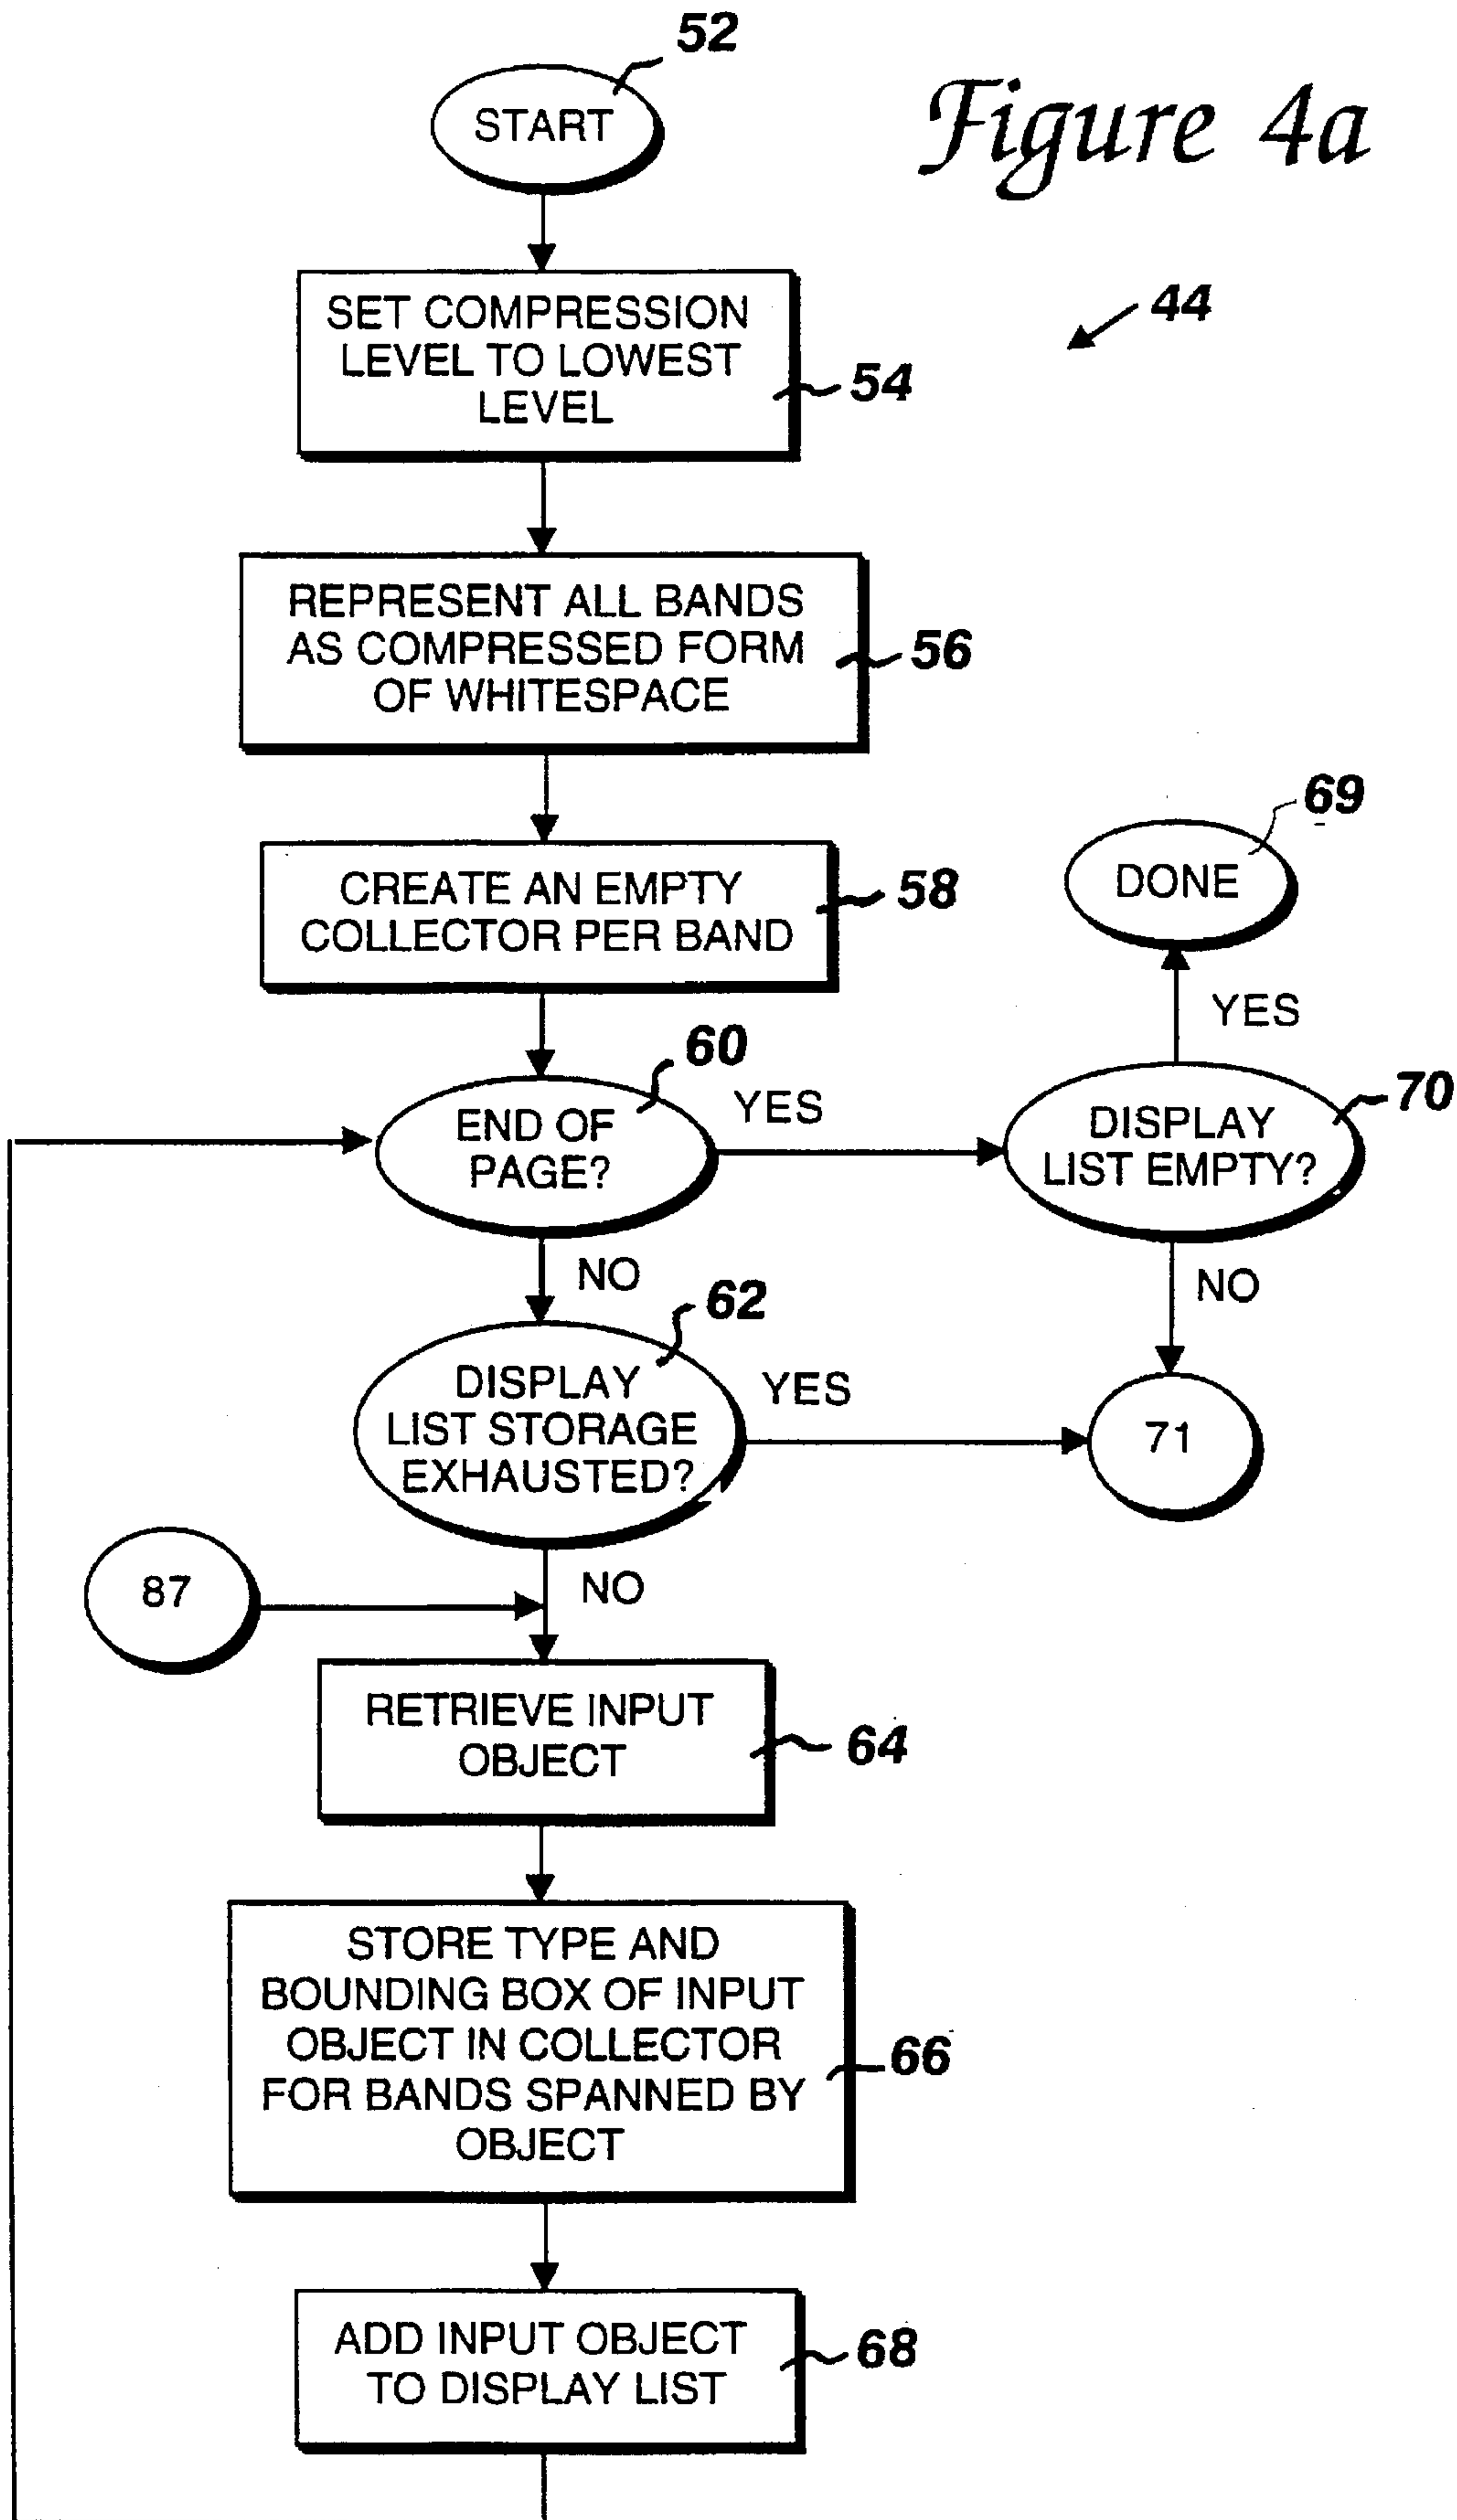 52
START
Figure 4a
SET COMPRESSION
LEVEL TO LOWEST
LEVEL
44
54
REPRESENT ALL BANDS
AS COMPRESSED FORM
OF WHITESPACE
56
69
DONE
CREATE AN EMPTY
COLLECTOR PER BAND
58
YES
60
END OF
PAGE?
YES
70
DISPLAY
LIST EMPTY?
NO
NO
62
DISPLAY
LIST STORAGE
EXHAUSTED?
YES
71
87
NO
RETRIEVE INPUT
OBJECT
64
STORE TYPE AND
BOUNDING BOX OF INPUT
OBJECT IN COLLECTOR
FOR BANDS SPANNED BY
OBJECT
66
ADD INPUT OBJECT
TO DISPLAY LIST
68